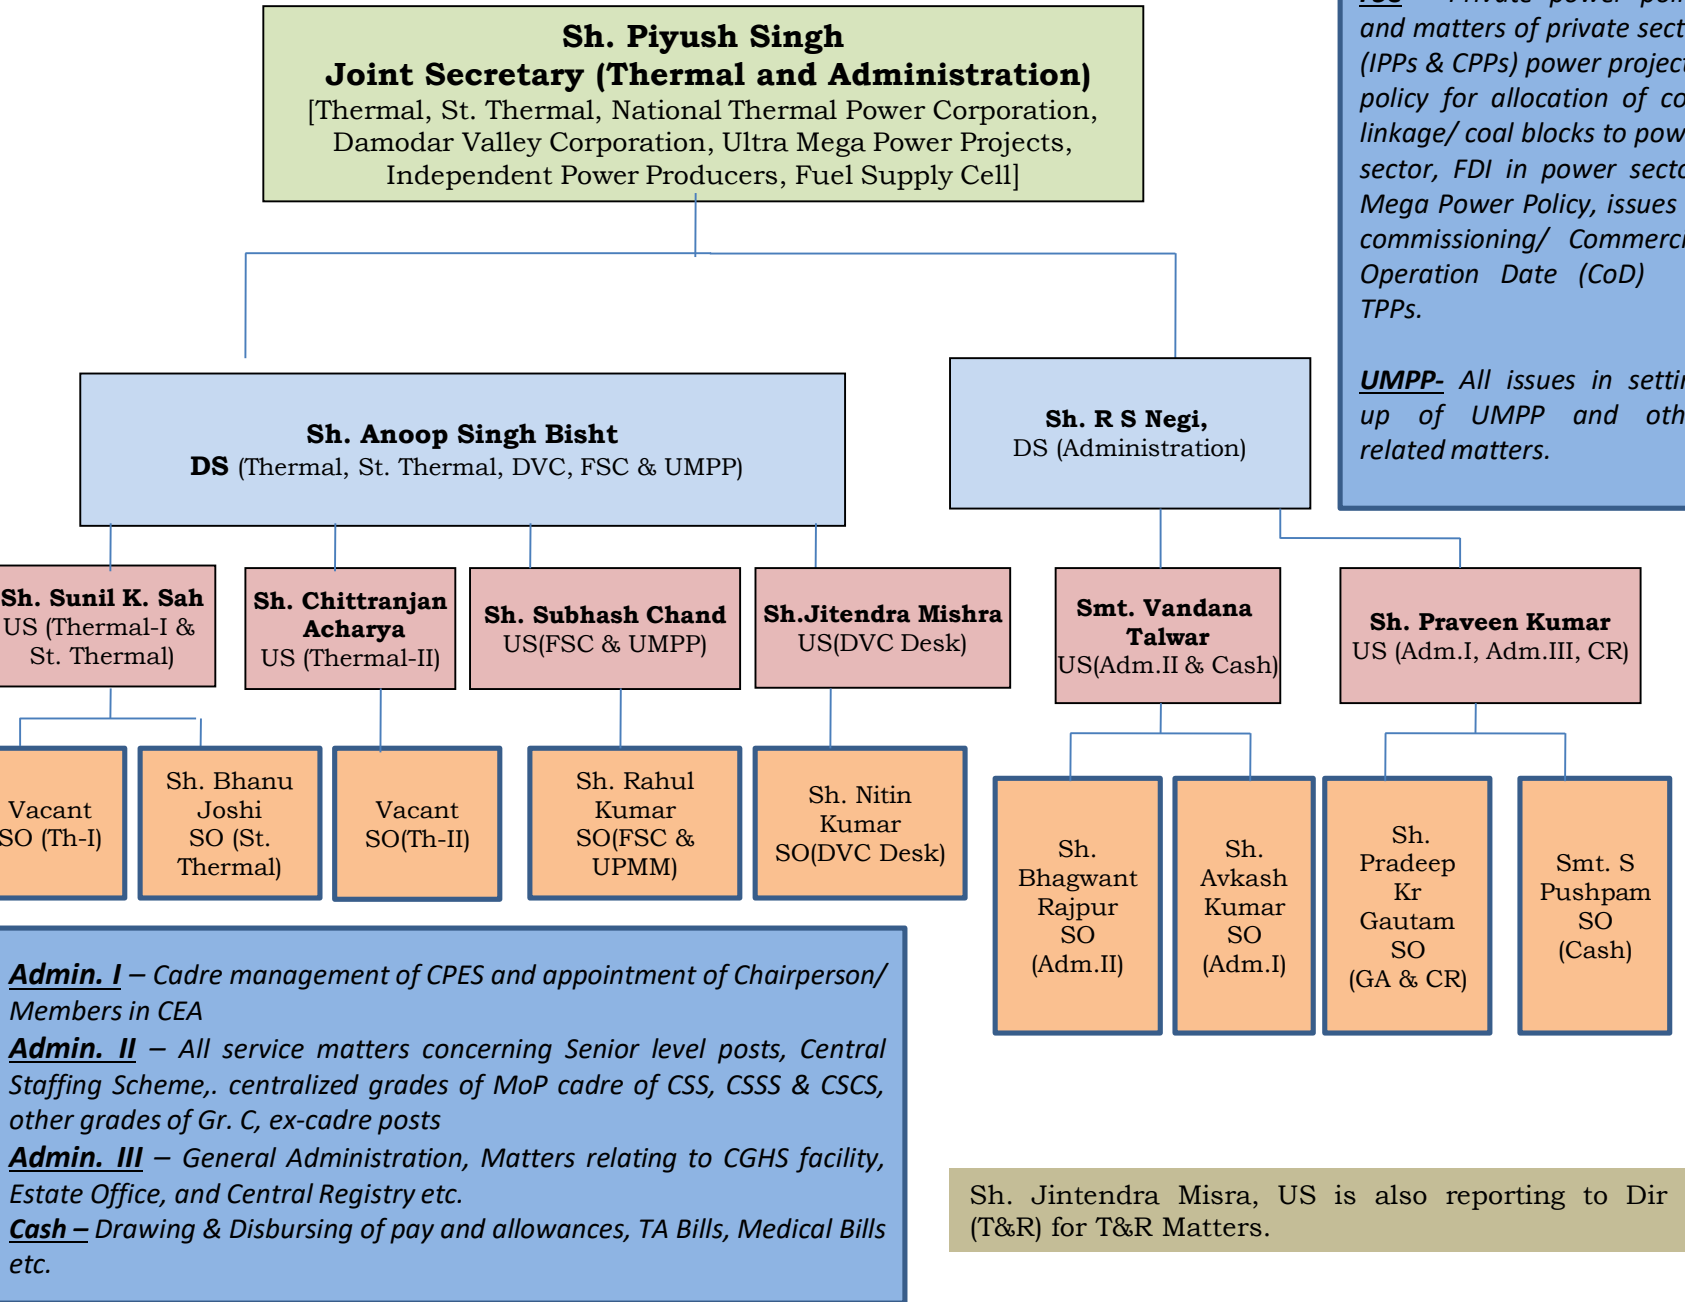 Sh. Piyush Singh
Joint Secretary (Thermal and Administration)
[Thermal, St. Thermal, National Thermal Power Corporation,
Damodar Valley Corporation, Ultra Mega Power Projects,
Independent Power Producers, Fuel Supply Cell]
Private power
and matters of private
(IPPs & CPPs) power
policy for allocation of
linkage/ coal blocks to
sector, FDI in power
Mega Power Policy, issues
commissioning/
Operation Date (CoD)
TPPs.
UMPP- All issues in
up of UMPP and
related matters.
Sh. Anoop Singh Bisht
DS (Thermal, St. Thermal, DVC, FSC & UMPP)
Sh. R S Negi,
DS (Administration)
Sh. Sunil K. Sah
US (Thermal-I &
St. Thermal)
Sh. Chittranjan
Acharya
US (Thermal-II)
Sh. Subhash Chand
US(FSC & UMPP)
Sh.Jitendra Mishra
US(DVC Desk)
Smt. Vandana
Talwar
US(Adm.II & Cash)
Sh. Praveen Kumar
US (Adm.I, Adm.III, CR)
Vacant
SO (Th-I)
Sh. Bhanu
Joshi
SO (St.
Thermal)
Vacant
SO(Th-II)
Sh. Rahul
Kumar
SO(FSC &
UPMM)
Sh. Nitin
Kumar
SO(DVC Desk)
Sh.
Bhagwant
Rajpur
SO
(Adm.II)
Sh.
Avkash
Kumar
SO
(Adm.I)
Sh.
Pradeep
Kr
Gautam
SO
(GA & CR)
Smt. S
Pushpam
SO
(Cash)
Admin. I – Cadre management of CPES and appointment of Chairperson/
Members in CEA
Admin. II – All service matters concerning Senior level posts, Central
Staffing Scheme,. centralized grades of MoP cadre of CSS, CSSS & CSCS,
other grades of Gr. C, ex-cadre posts
Admin. III – General Administration, Matters relating to CGHS facility,
Estate Office, and Central Registry etc.
Cash – Drawing & Disbursing of pay and allowances, TA Bills, Medical Bills
etc.
Sh. Jintendra Misra, US is also reporting to Dir
(T&R) for T&R Matters.